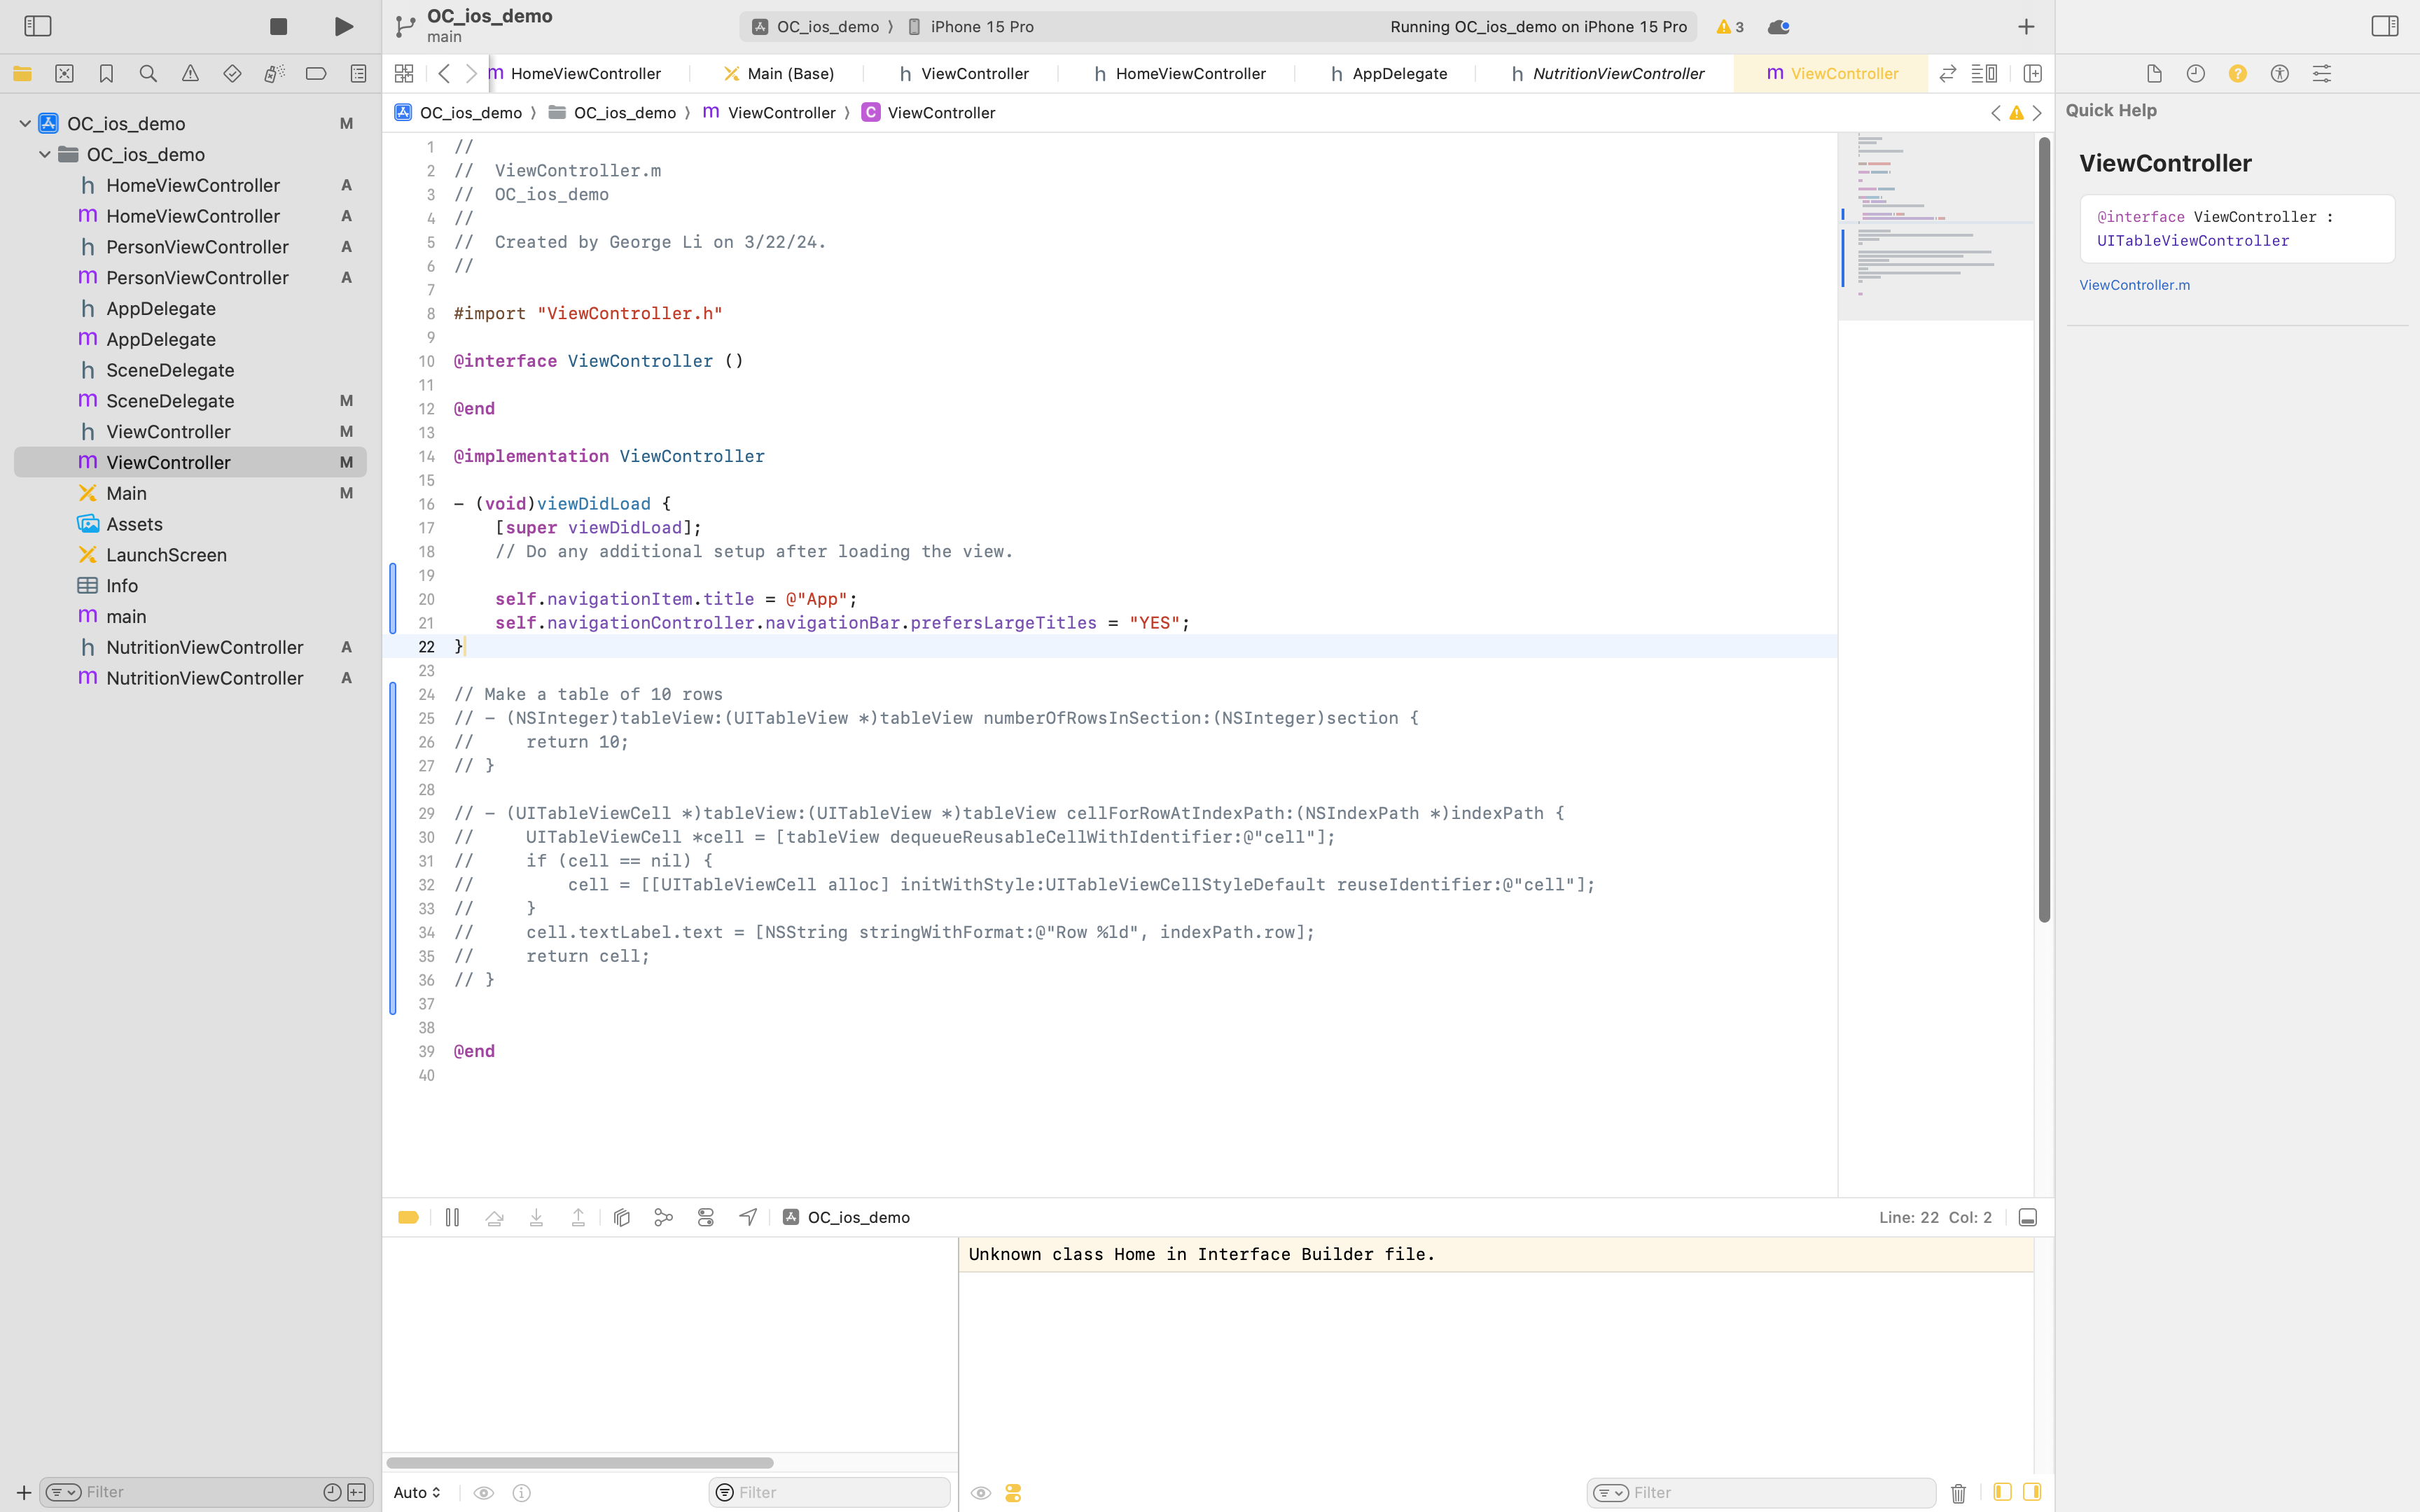 OC_ios_demo
main
OC_ios_demo 〉 iPhone 15 Pro
Running OC_ios_demo on iPhone 15 Pro
3
m HomeViewController
Main (Base)
h ViewController
h HomeViewController
h AppDelegate
h NutritionViewController
m ViewController
OC_ios_demo 〉 OC_ios_demo 〉 m ViewController 〉 C ViewController
OC_ios_demo M
OC_ios_demo
h HomeViewController A
m HomeViewController A
h PersonViewController A
m PersonViewController A
h AppDelegate
m AppDelegate
h SceneDelegate
m SceneDelegate M
h ViewController M
m ViewController M
Main M
Assets
LaunchScreen
Info
m main
h NutritionViewController A
m NutritionViewController A
Filter
1 //
2 //  ViewController.m
3 //  OC_ios_demo
4 //
5 //  Created by George Li on 3/22/24.
6 //
7
8 #import "ViewController.h"
9
10 @interface ViewController ()
11
12 @end
13
14 @implementation ViewController
15
16 - (void)viewDidLoad {
17     [super viewDidLoad];
18     // Do any additional setup after loading the view.
19
20     self.navigationItem.title = @"App";
21     self.navigationController.navigationBar.prefersLargeTitles = "YES";
22 }
23
24 // Make a table of 10 rows
25 // - (NSInteger)tableView:(UITableView *)tableView numberOfRowsInSection:(NSInteger)section {
26 //     return 10;
27 // }
28
29 // - (UITableViewCell *)tableView:(UITableView *)tableView cellForRowAtIndexPath:(NSIndexPath *)indexPath {
30 //     UITableViewCell *cell = [tableView dequeueReusableCellWithIdentifier:@"cell"];
31 //     if (cell == nil) {
32 //         cell = [[UITableViewCell alloc] initWithStyle:UITableViewCellStyleDefault reuseIdentifier:@"cell"];
33 //     }
34 //     cell.textLabel.text = [NSString stringWithFormat:@"Row %ld", indexPath.row];
35 //     return cell;
36 // }
37
38
39 @end
40
OC_ios_demo
Line: 22 Col: 2
Unknown class Home in Interface Builder file.
Auto
Filter
Filter
Quick Help
ViewController
@interface ViewController :
UITableViewController
ViewController.m